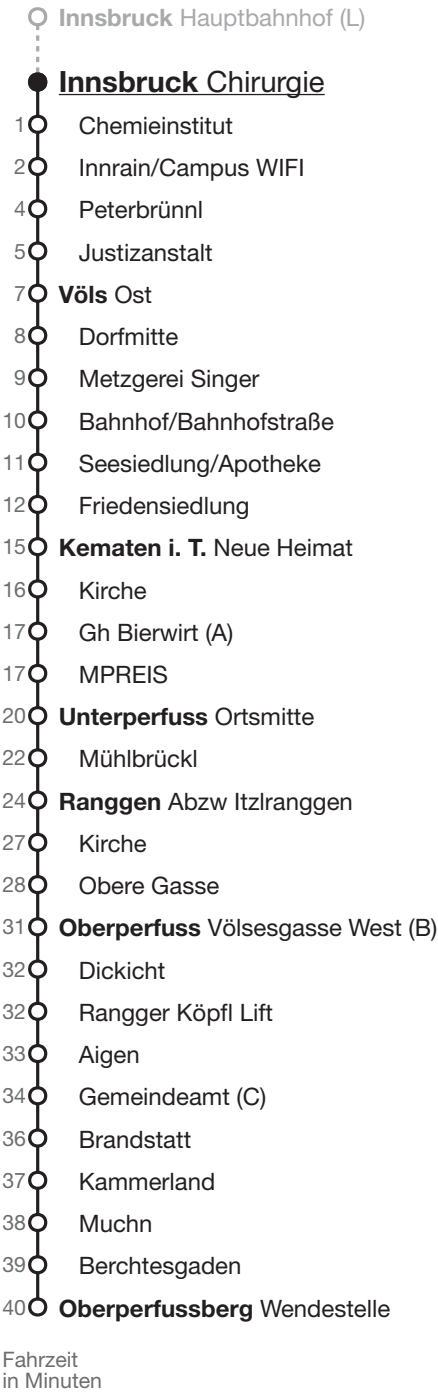 Innsbruck Hauptbahnhof (L)
Innsbruck Chirurgie
1 Chemieinstitut
2 Innrain/Campus WIFI
4 Peterbrünnl
5 Justizanstalt
7 Völs Ost
8 Dorfmitte
9 Metzgerei Singer
10 Bahnhof/Bahnhofstraße
11 Seesiedlung/Apotheke
12 Friedensiedlung
15 Kematen i. T. Neue Heimat
16 Kirche
17 Gh Bierwirt (A)
17 MPREIS
20 Unterperfuss Ortsmitte
22 Mühlbrückl
24 Ranggen Abzw Itzlranggen
27 Kirche
28 Obere Gasse
31 Oberperfuss Völsesgasse West (B)
32 Dickicht
32 Rangger Köpfl Lift
33 Aigen
34 Gemeindeamt (C)
36 Brandstatt
37 Kammerland
38 Muchn
39 Berchtesgaden
40 Oberperfussberg Wendestelle
Fahrzeit
in Minuten